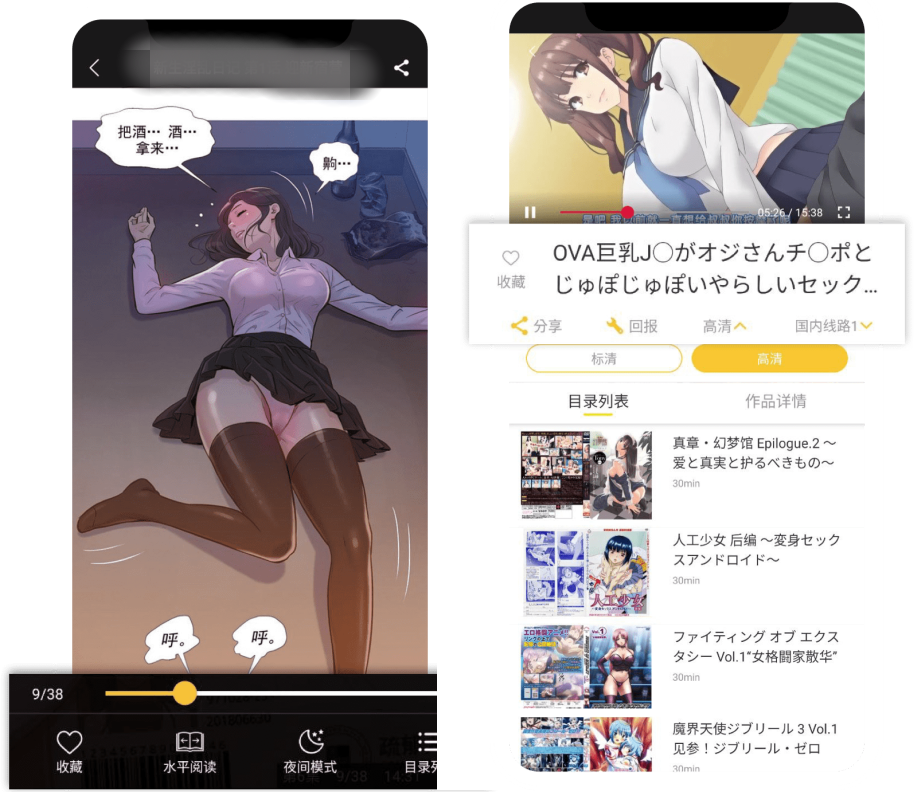 把酒… 酒…
拿来…
齁…
呼。
呼。
9/38
收藏
水平阅读
夜间模式
05:26 / 15:38
收藏
OVA巨乳J◯がオジさんチ◯ポと
じゅぽじゅぽいやらしいセック...
分享
回报
高清
国内线路1
标清
高清
目录列表
作品详情
真章・幻梦馆 Epilogue.2 ～
爱と真実と护るべきもの～
30min
人工少女 后编 ～变身セック
スアンドロイド～
30min
ファイティング オブ エクス
タシー Vol.1“女格闘家散华”
30min
魔界天使ジブリール 3 Vol.1
见参！ジブリール・ゼロ
30min